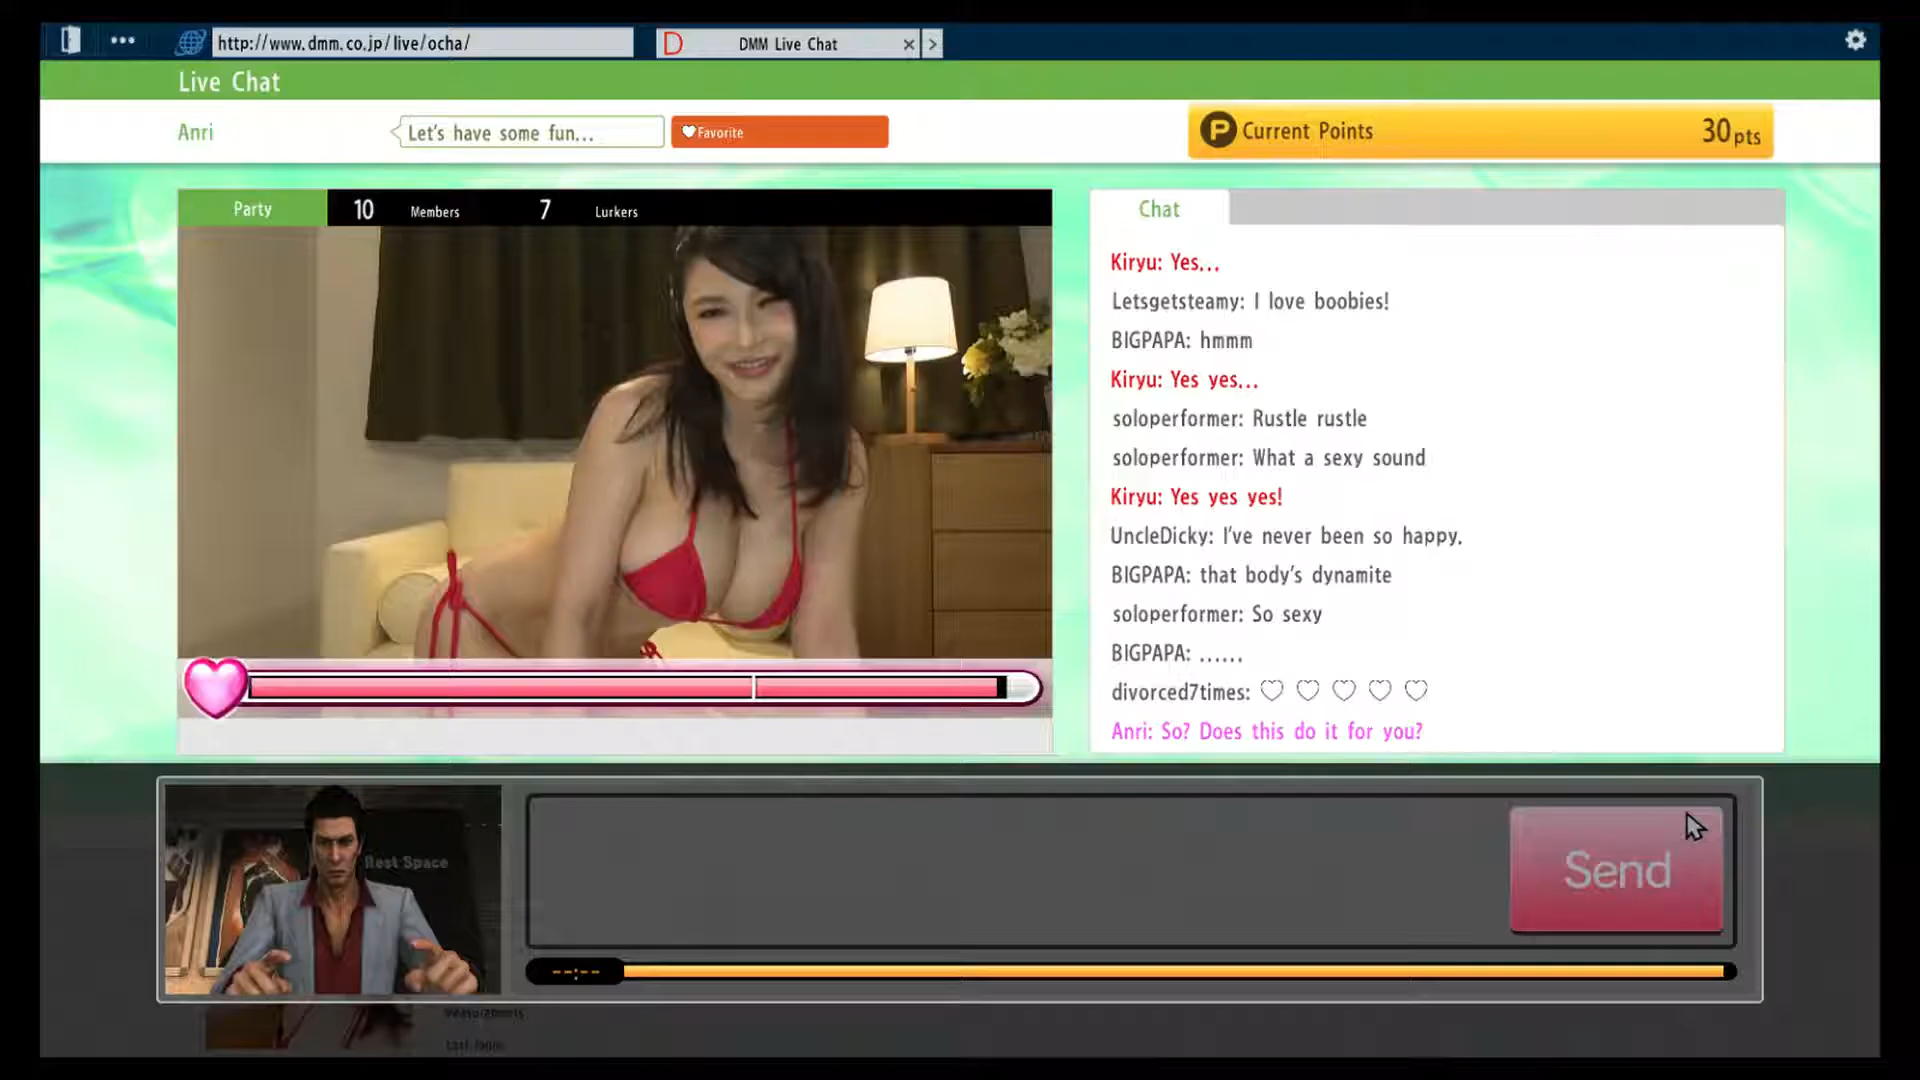 http://www.dmm.co.jp/live/ocha/
D DMM Live Chat
Live Chat
Anri
Let's have some fun...
Favorite
P Current Points 30pts
Party 10 Members 7 Lurkers
Chat
Kiryu: Yes...
Letsgetsteamy: I love boobies!
BIGPAPA: hmmm
Kiryu: Yes yes...
soloperformer: Rustle rustle
soloperformer: What a sexy sound
Kiryu: Yes yes yes!
UncleDicky: I've never been so happy.
BIGPAPA: that body's dynamite
soloperformer: So sexy
BIGPAPA: ......
divorced7times: ♡ ♡ ♡ ♡ ♡
Anri: So? Does this do it for you?
Rest Space
Send
--:--